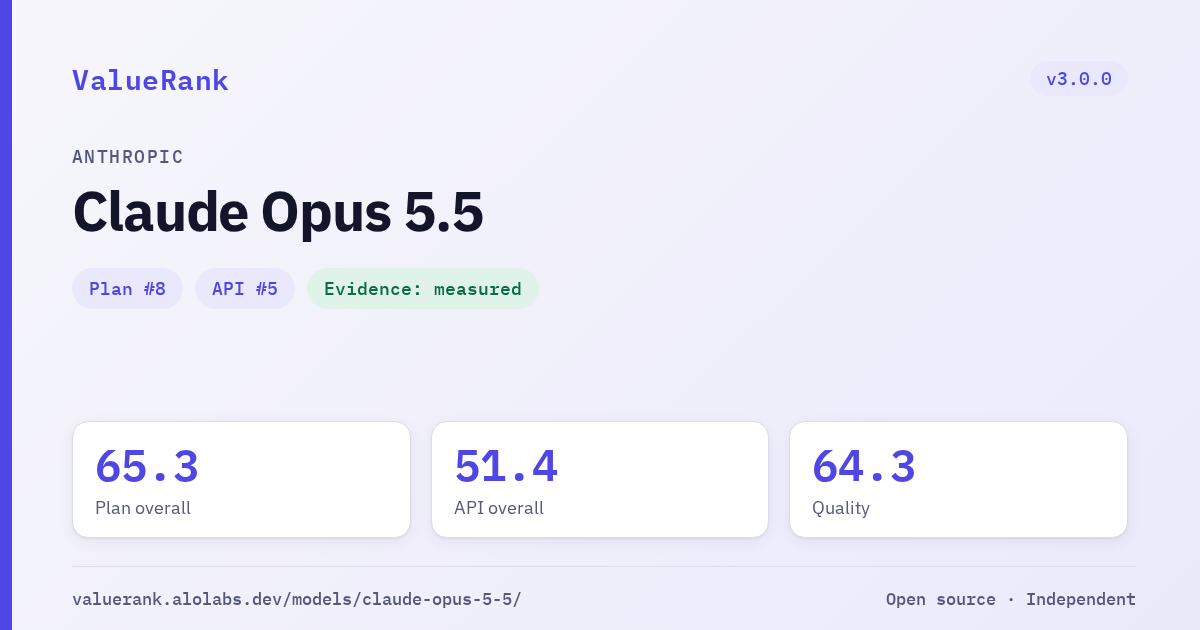 ValueRank
v3.0.0
ANTHROPIC
Claude Opus 5.5
Plan #8
API #5
Evidence: measured
65.3
Plan overall
51.4
API overall
64.3
Quality
valuerank.alolabs.dev/models/claude-opus-5-5/
Open source · Independent